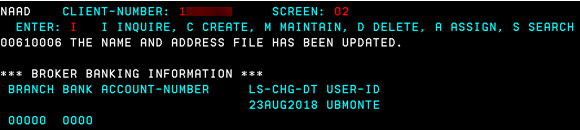 NAAD CLIENT-NUMBER: 1 SCREEN: 02
ENTER: I I INQUIRE, C CREATE, M MAINTAIN, D DELETE, A ASSIGN, S SEARCH
00610006 THE NAME AND ADDRESS FILE HAS BEEN UPDATED.
*** BROKER BANKING INFORMATION ***
BRANCH BANK ACCOUNT-NUMBER LS-CHG-DT USER-ID
23AUG2018 UBMONTE
00000 0000